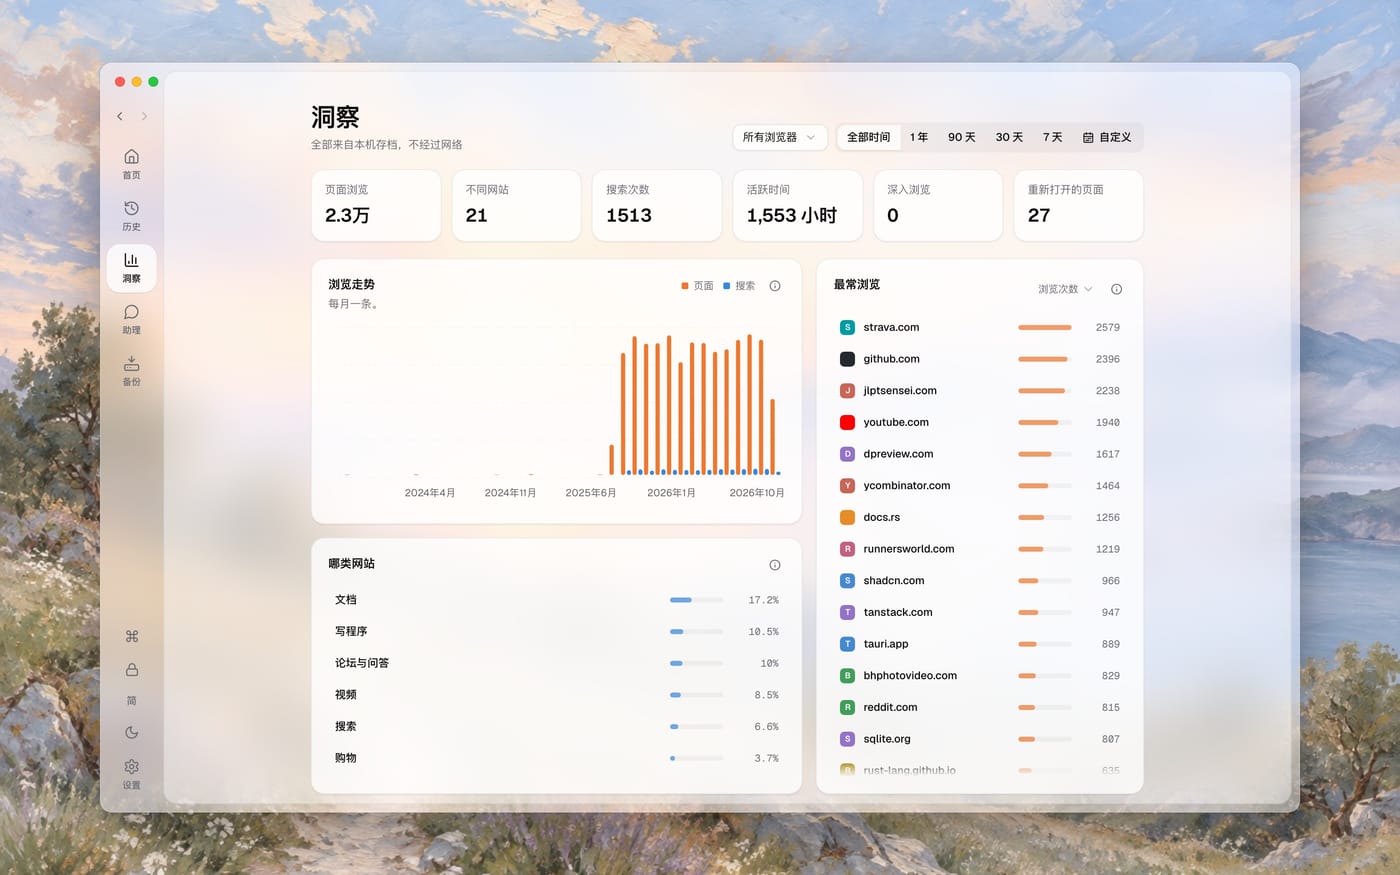 首页
历史
洞察
助理
备份
简
设置
洞察
全部来自本机存档，不经过网络
所有浏览器
全部时间 1 年 90 天 30 天 7 天 自定义
页面浏览
2.3万
不同网站
21
搜索次数
1513
活跃时间
1,553 小时
深入浏览
0
重新打开的页面
27
浏览走势
每月一条。
页面 搜索
2024年4月 2024年11月 2025年6月 2026年1月 2026年10月
哪类网站
文档 17.2%
写程序 10.5%
论坛与问答 10%
视频 8.5%
搜索 6.6%
购物 3.7%
最常浏览
浏览次数
S strava.com 2579
github.com 2396
J jlptsensei.com 2238
youtube.com 1940
D dpreview.com 1617
Y ycombinator.com 1464
docs.rs 1256
R runnersworld.com 1219
S shadcn.com 966
T tanstack.com 947
T tauri.app 889
B bhphotovideo.com 829
R reddit.com 815
S sqlite.org 807
R rust-lang.github.io 635